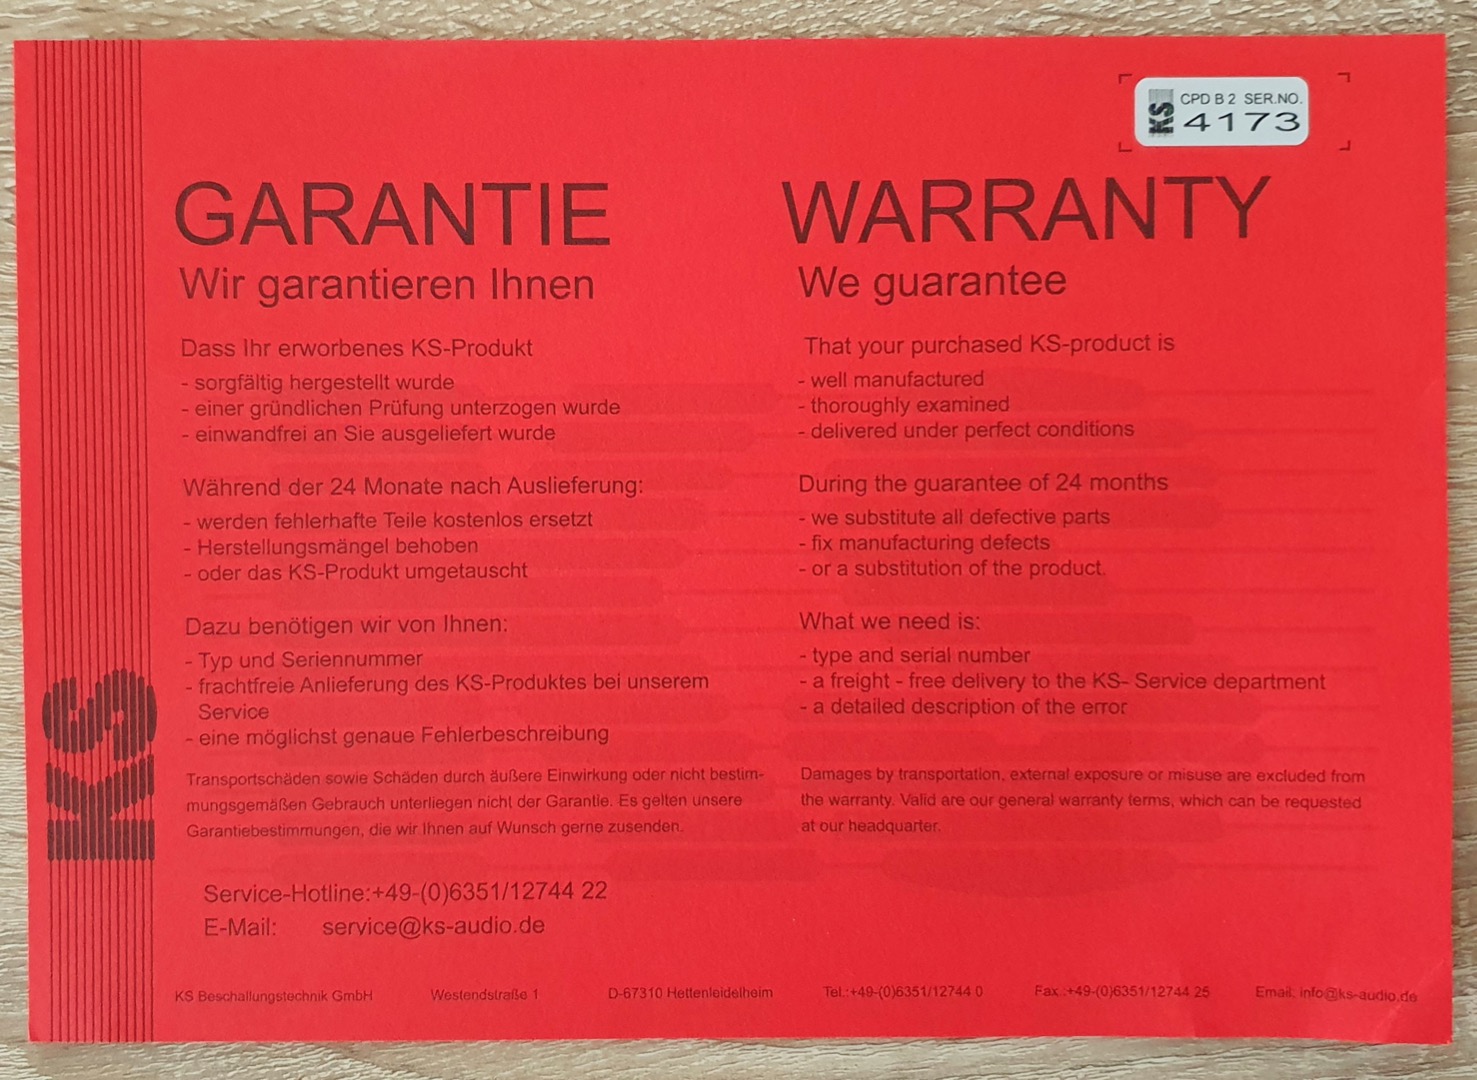 KS
CPD B 2 SER.NO.
4173
GARANTIE
Wir garantieren Ihnen
Dass Ihr erworbenes KS-Produkt
- sorgfältig hergestellt wurde
- einer gründlichen Prüfung unterzogen wurde
- einwandfrei an Sie ausgeliefert wurde
Während der 24 Monate nach Auslieferung:
- werden fehlerhafte Teile kostenlos ersetzt
- Herstellungsmängel behoben
- oder das KS-Produkt umgetauscht
Dazu benötigen wir von Ihnen:
- Typ und Seriennummer
- frachtfreie Anlieferung des KS-Produktes bei unserem
Service
- eine möglichst genaue Fehlerbeschreibung
Transportschäden sowie Schäden durch äußere Einwirkung oder nicht bestim-
mungsgemäßen Gebrauch unterliegen nicht der Garantie. Es gelten unsere
Garantiebestimmungen, die wir Ihnen auf Wunsch gerne zusenden.
WARRANTY
We guarantee
That your purchased KS-product is
- well manufactured
- thoroughly examined
- delivered under perfect conditions
During the guarantee of 24 months
- we substitute all defective parts
- fix manufacturing defects
- or a substitution of the product.
What we need is:
- type and serial number
- a freight - free delivery to the KS- Service department
- a detailed description of the error
Damages by transportation, external exposure or misuse are excluded from
the warranty. Valid are our general warranty terms, which can be requested
at our headquarter.
KS
Service-Hotline:+49-(0)6351/12744 22
E-Mail: service@ks-audio.de
KS Beschallungstechnik GmbH Westendstraße 1 D-67310 Hettenleidelheim Tel.:+49-(0)6351/12744 0 Fax.:+49-(0)6351/12744 25 Email: info@ks-audio.de